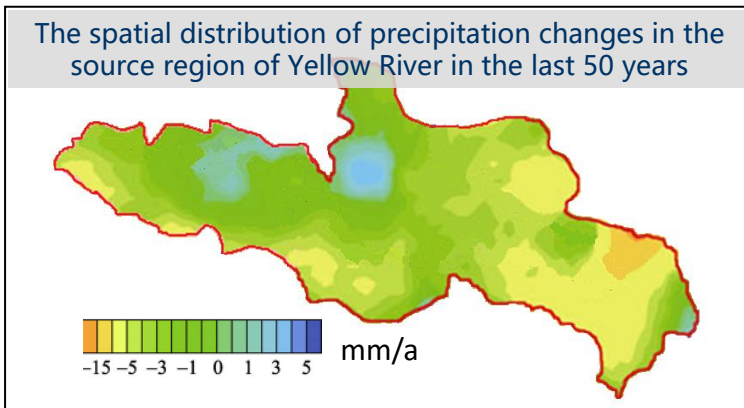 The spatial distribution of precipitation changes in the
source region of Yellow River in the last 50 years
mm/a
-15 –5 –3 –1 0 1 3 5